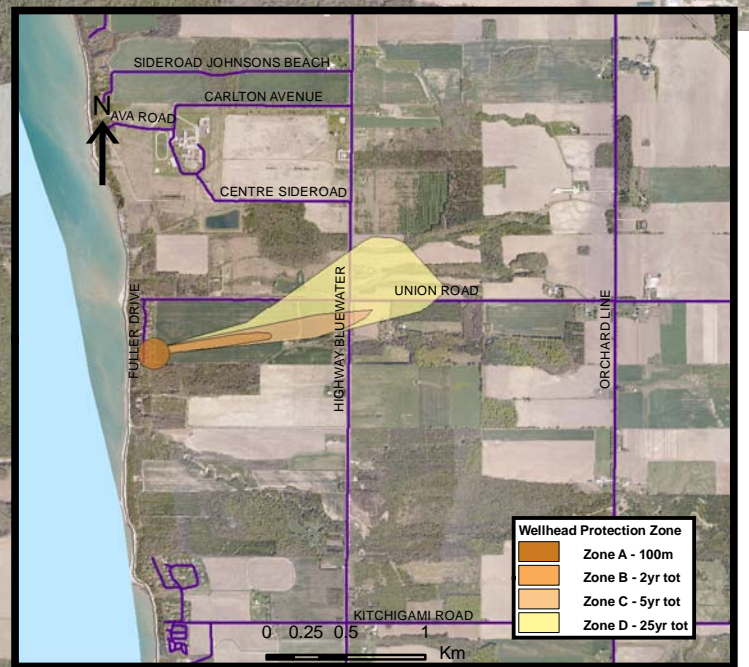 SIDEROAD JOHNSONS BEACH
CARLTON AVENUE
N
AVA ROAD
CENTRE SIDEROAD
UNION ROAD
FULLER DRIVE
HIGHWAY BLUEWATER
ORCHARD LINE
Wellhead Protection Zone
Zone A - 100m
Zone B - 2yr tot
Zone C - 5yr tot
Zone D - 25yr tot
KITCHIGAMI ROAD
0 0.25 0.5 1
Km